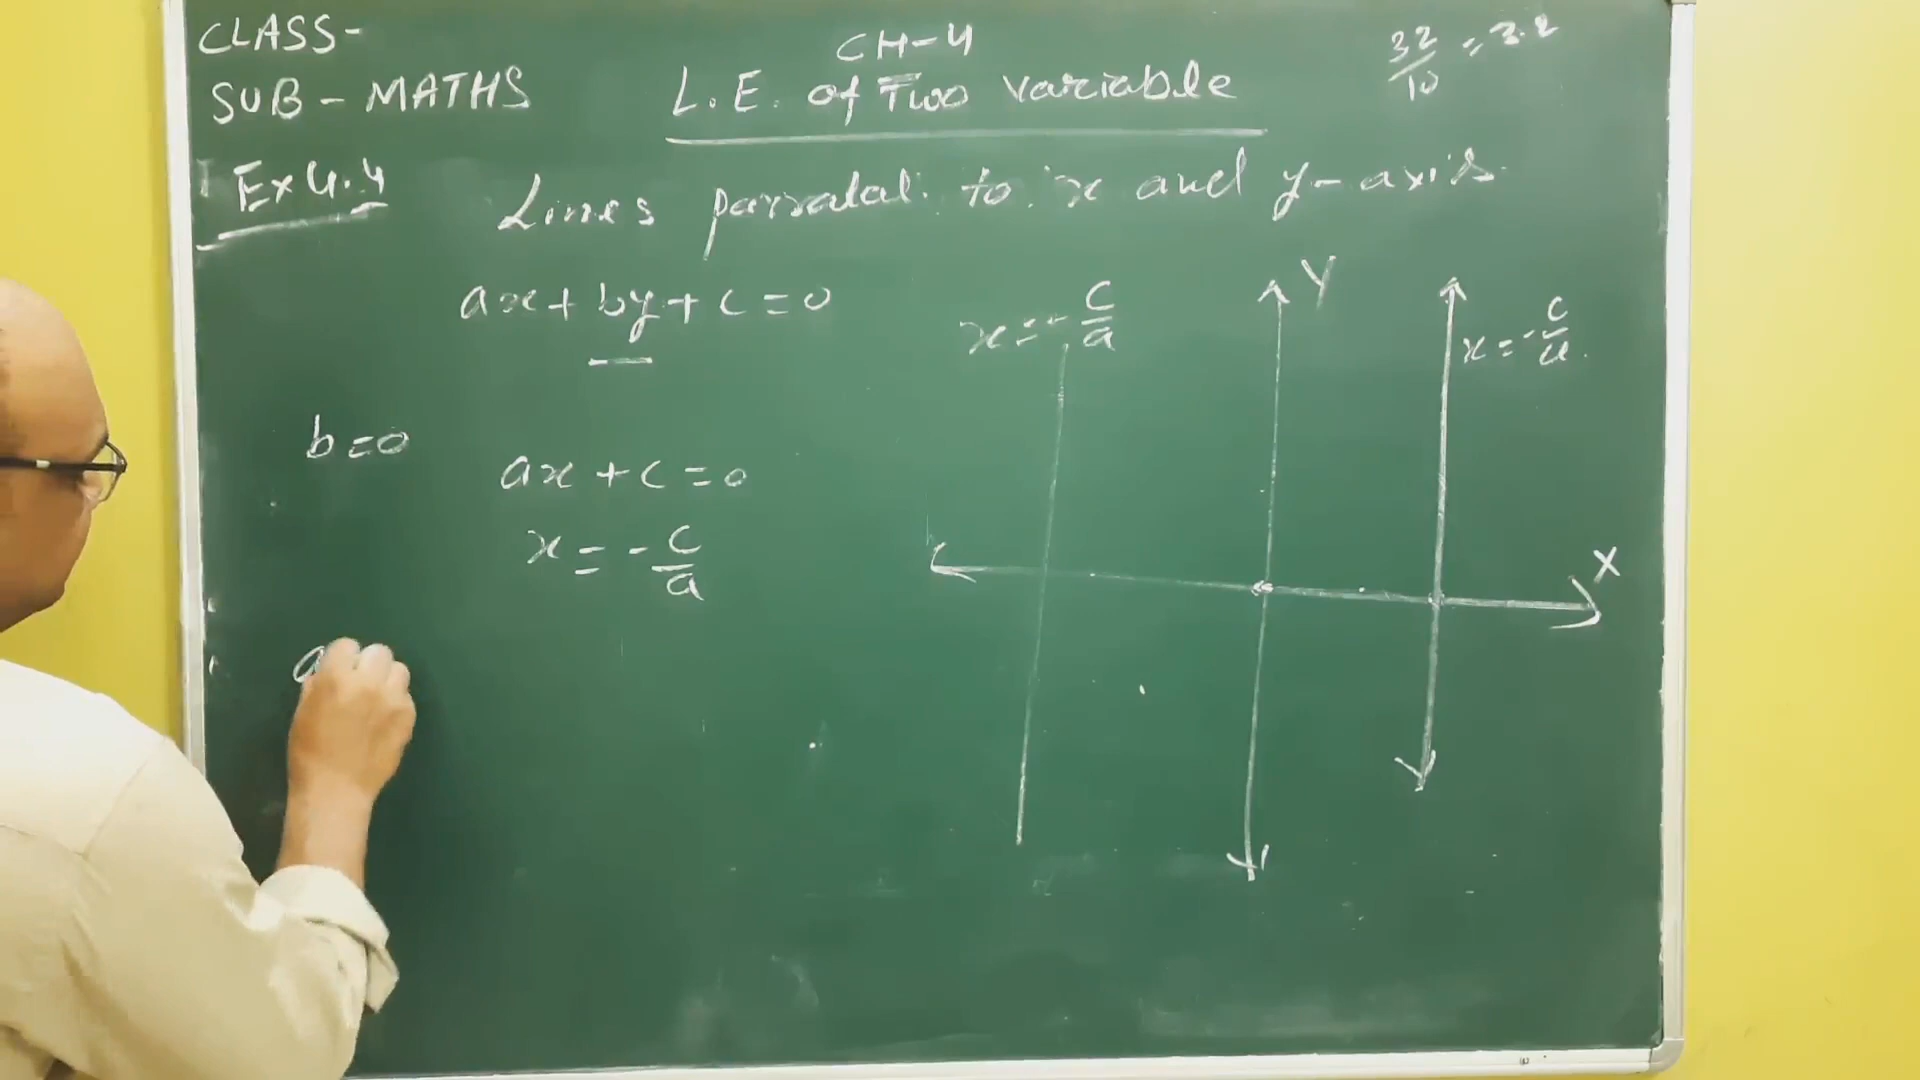 CLASS-
SUB - MATHS
CH-4
L.E. of Two variable
32/10 = 3.2
Ex 4.4
Lines parralal to x and y-axis.
ax + by + c = 0
b = 0
ax + c = 0
x = - c/a
a
x = - c/a
Y
x = - c/a.
X